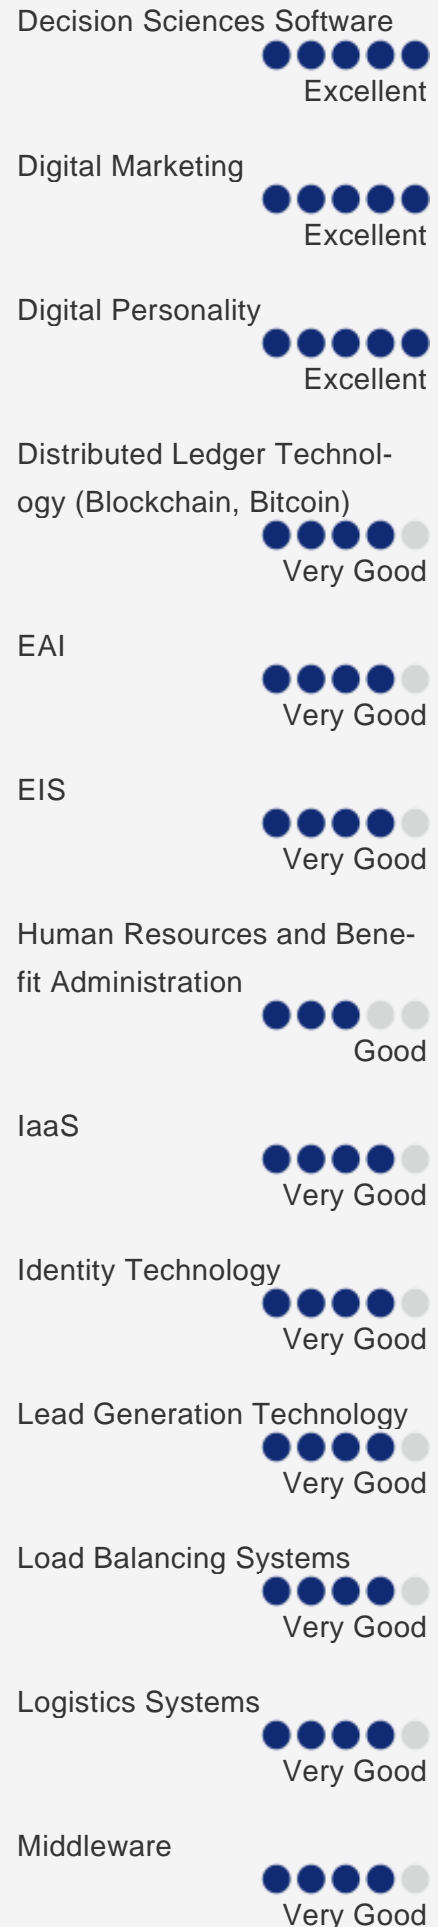 Decision Sciences Software
Excellent
Digital Marketing
Excellent
Digital Personality
Excellent
Distributed Ledger Technol-
ogy (Blockchain, Bitcoin)
Very Good
EAI
Very Good
EIS
Very Good
Human Resources and Bene-
fit Administration
Good
IaaS
Very Good
Identity Technology
Very Good
Lead Generation Technology
Very Good
Load Balancing Systems
Very Good
Logistics Systems
Very Good
Middleware
Very Good